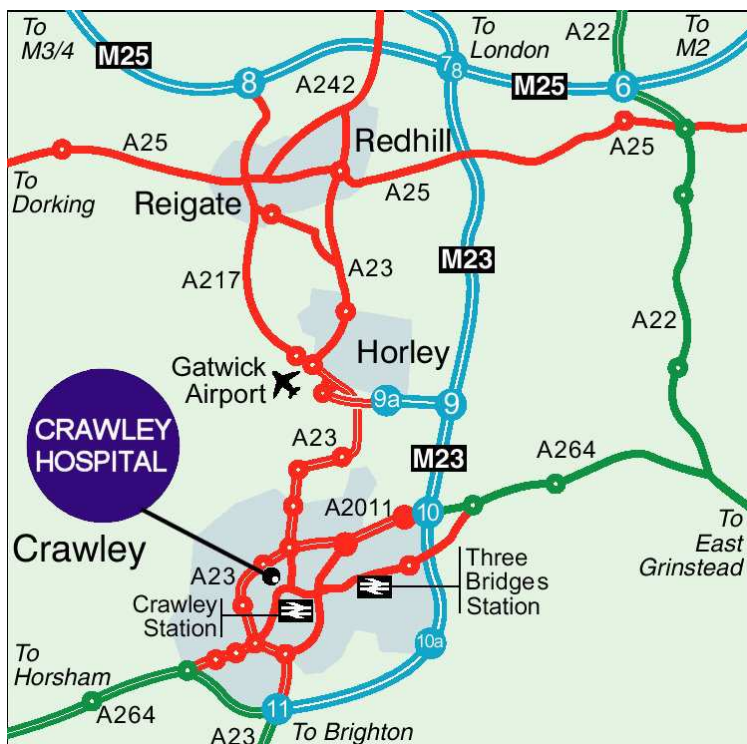 To
M3/4
M25
8
A242
7
8
To
London
A22
To
M2
M25
6
A25
Redhill
A25
To
Dorking
Reigate
A25
A217
A23
M23
A22
Gatwick
Airport
Horley
9a
9
CRAWLEY
HOSPITAL
A23
M23
A264
A2011
10
To
East
Grinstead
Crawley
A23
Three
Bridges
Station
Crawley
Station
To
Horsham
10a
A264
11
A23
To Brighton